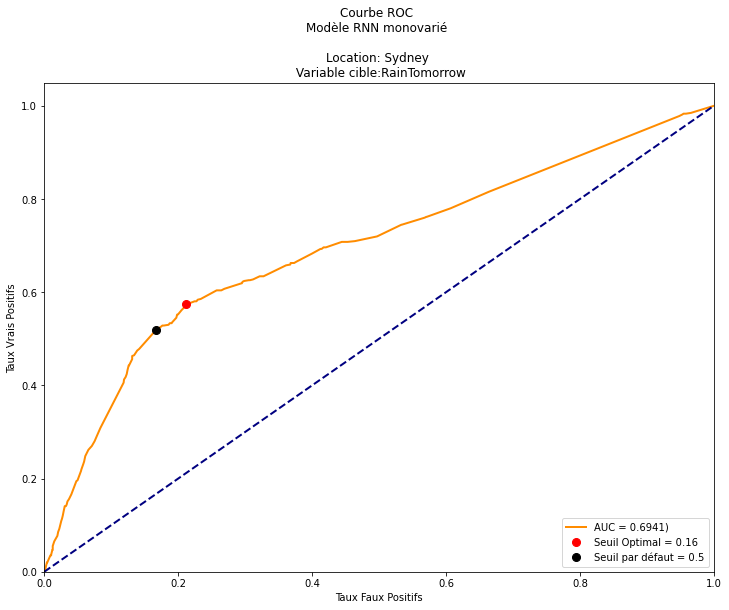 Courbe ROC
Modèle RNN monovarié
Location: Sydney
Variable cible:RainTomorrow
1.0
0.8
0.6
0.4
0.2
0.0
Taux Vrais Positifs
AUC = 0.6941)
Seuil Optimal = 0.16
Seuil par défaut = 0.5
0.0 0.2 0.4 0.6 0.8 1.0
Taux Faux Positifs